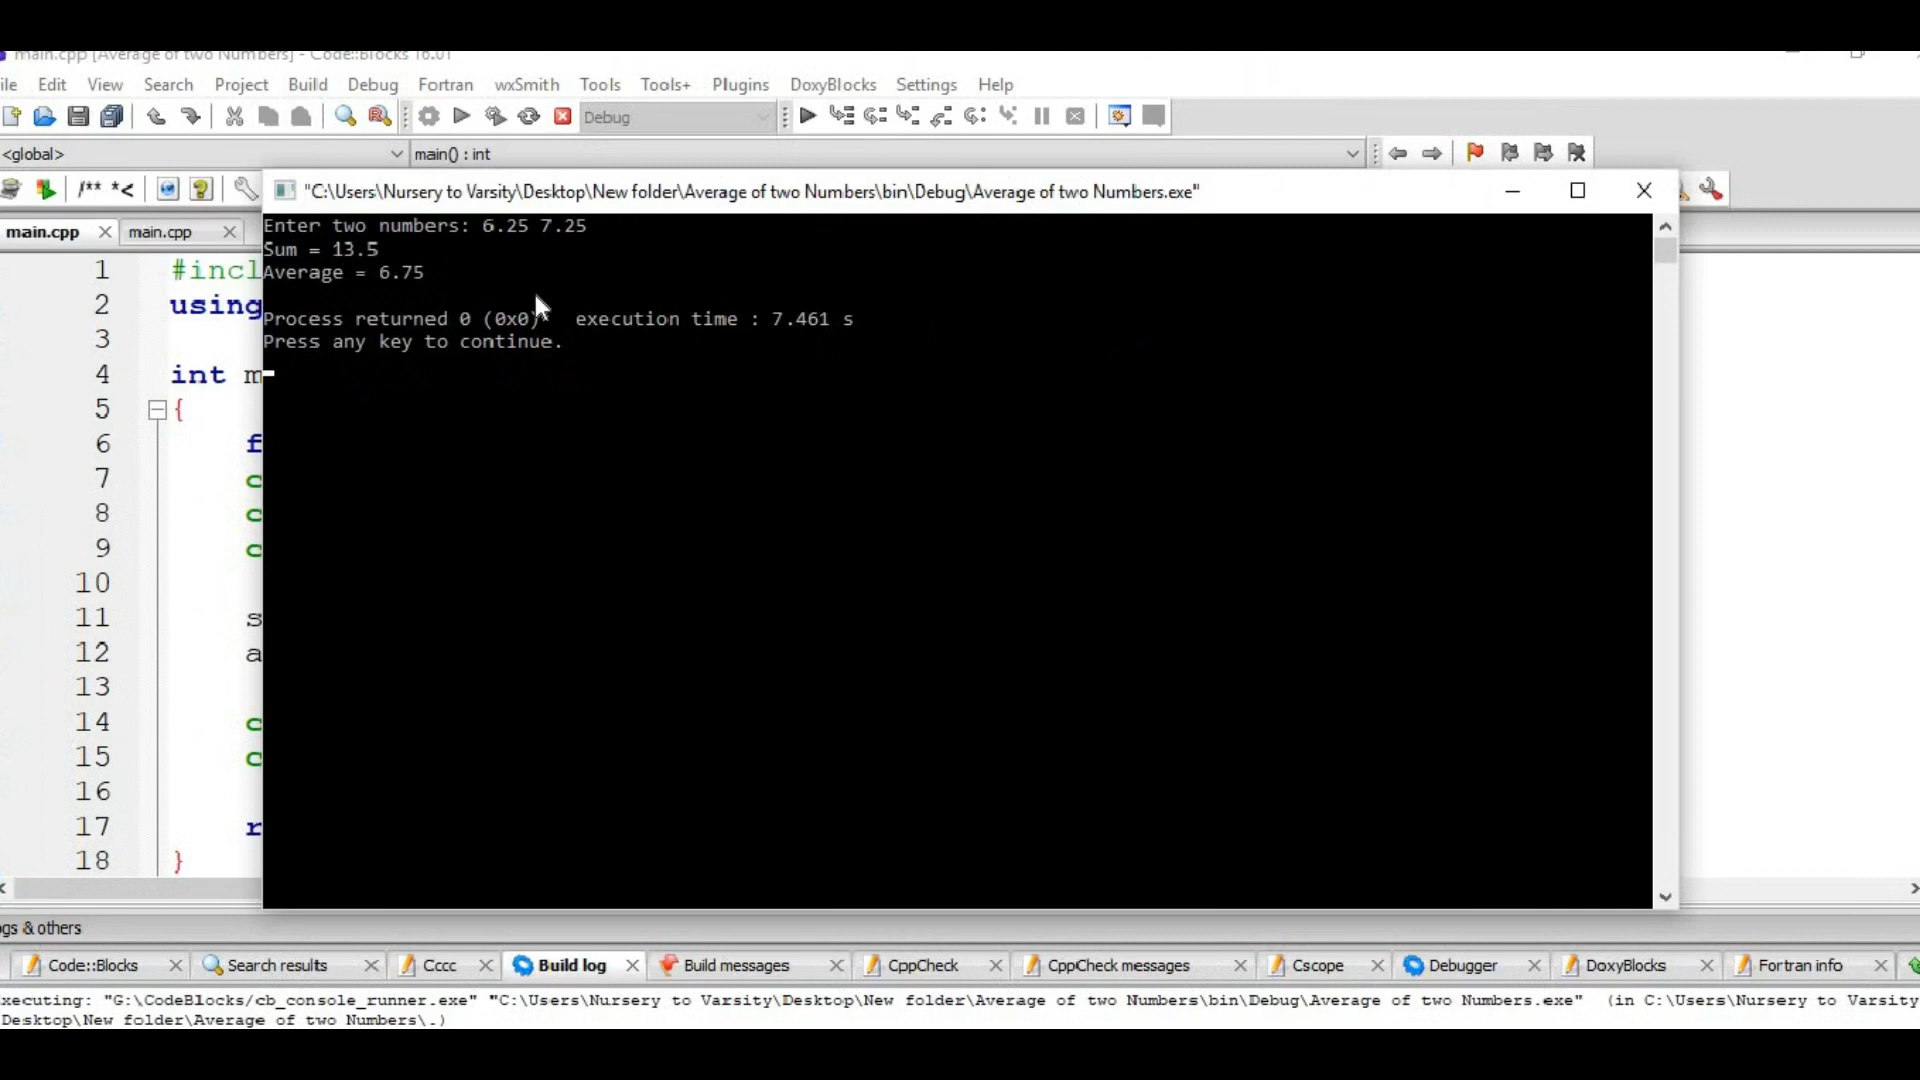 main.cpp [Average of two Numbers] - Code::Blocks 16.01
ile Edit View Search Project Build Debug Fortran wxSmith Tools Tools+ Plugins DoxyBlocks Settings Help
Debug
<global> main() : int
/** *<
"C:\Users\Nursery to Varsity\Desktop\New folder\Average of two Numbers\bin\Debug\Average of two Numbers.exe"
main.cpp main.cpp
Enter two numbers: 6.25 7.25
Sum = 13.5
Average = 6.75
Process returned 0 (0x0) execution time : 7.461 s
Press any key to continue.
1 #incl
2 using
3
4 int m
5 {
6 f
7 c
8 c
9 c
10
11 s
12 a
13
14 c
15 c
16
17 r
18 }
gs & others
Code::Blocks Search results Cccc Build log Build messages CppCheck CppCheck messages Cscope Debugger DoxyBlocks Fortran info
xecuting: "G:\CodeBlocks/cb_console_runner.exe" "C:\Users\Nursery to Varsity\Desktop\New folder\Average of two Numbers\bin\Debug\Average of two Numbers.exe" (in C:\Users\Nursery to Varsity
Desktop\New folder\Average of two Numbers\.)